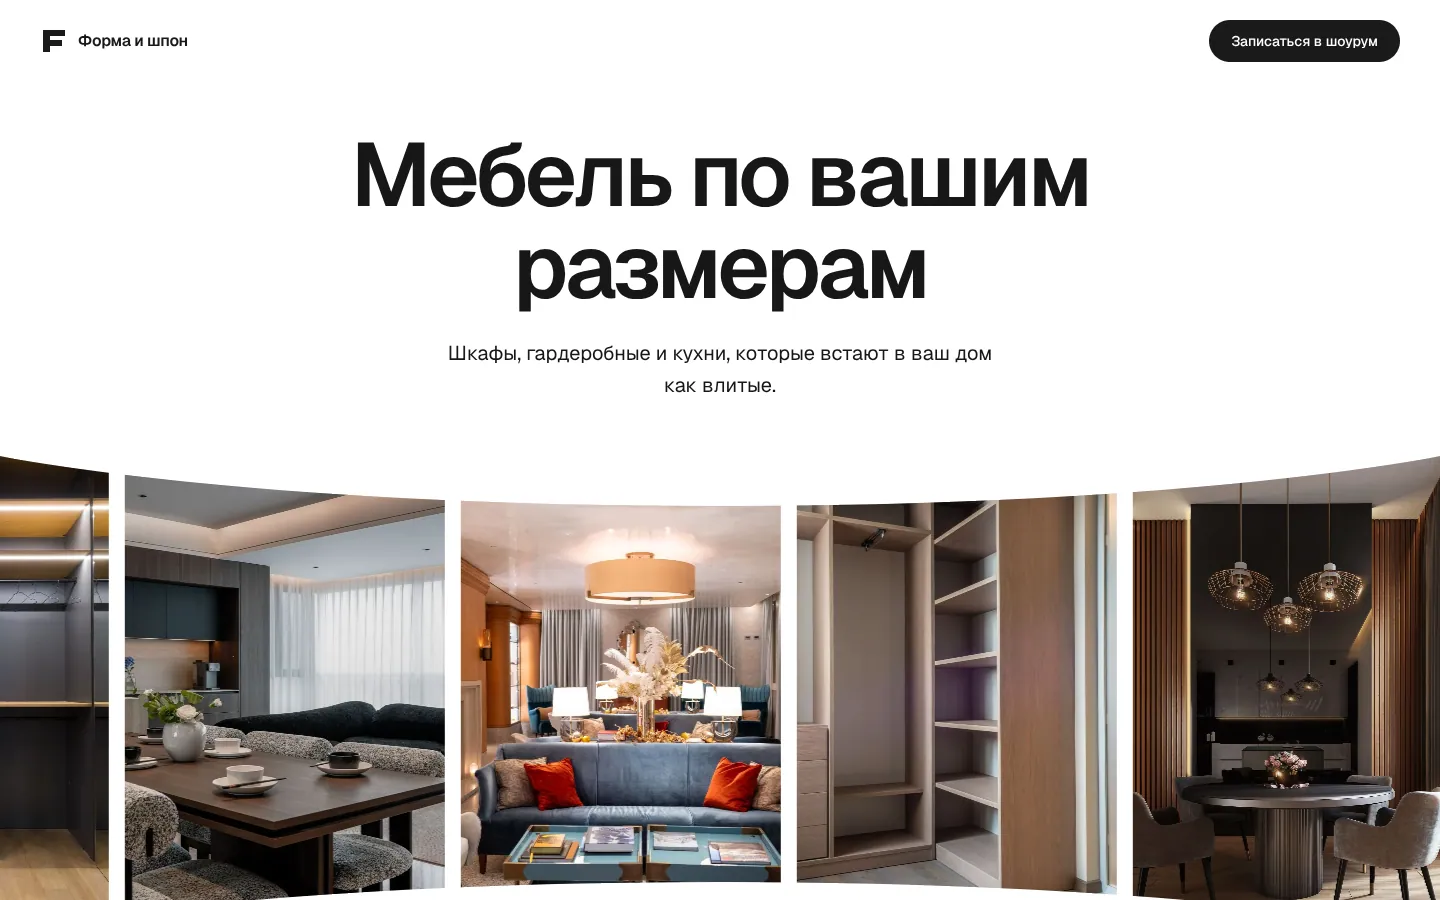 Форма и шпон
Записаться в шоурум
Мебель по вашим
размерам
Шкафы, гардеробные и кухни, которые встают в ваш дом
как влитые.